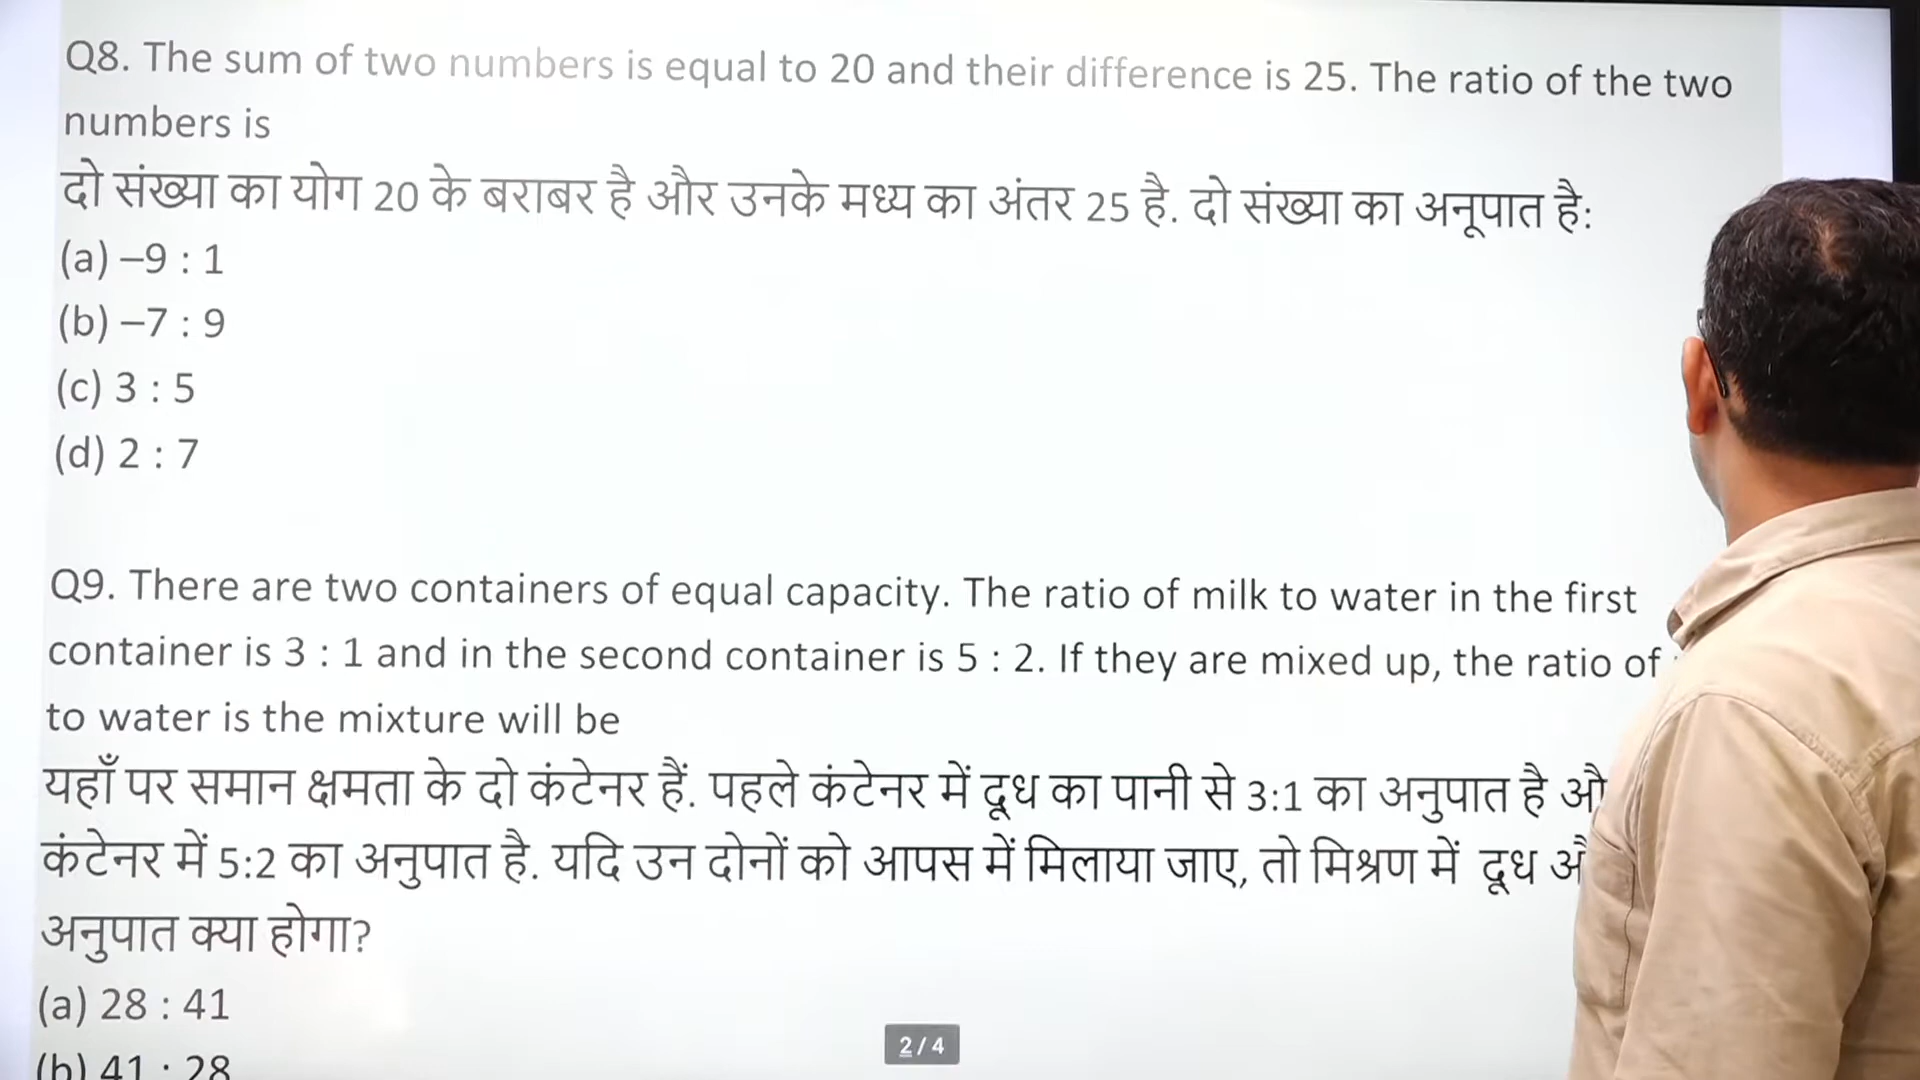 Q8. The sum of two numbers is equal to 20 and their difference is 25. The ratio of the two
numbers is
दो संख्या का योग 20 के बराबर है और उनके मध्य का अंतर 25 है. दो संख्या का अनूपात है:
(a) –9 : 1
(b) –7 : 9
(c) 3 : 5
(d) 2 : 7
Q9. There are two containers of equal capacity. The ratio of milk to water in the first
container is 3 : 1 and in the second container is 5 : 2. If they are mixed up, the ratio of
to water is the mixture will be
यहाँ पर समान क्षमता के दो कंटेनर हैं. पहले कंटेनर में दूध का पानी से 3:1 का अनुपात है
कंटेनर में 5:2 का अनुपात है. यदि उन दोनों को आपस में मिलाया जाए, तो मिश्रण में दूध
अनुपात क्या होगा?
(a) 28 : 41
(b) 41 : 28
2 / 4